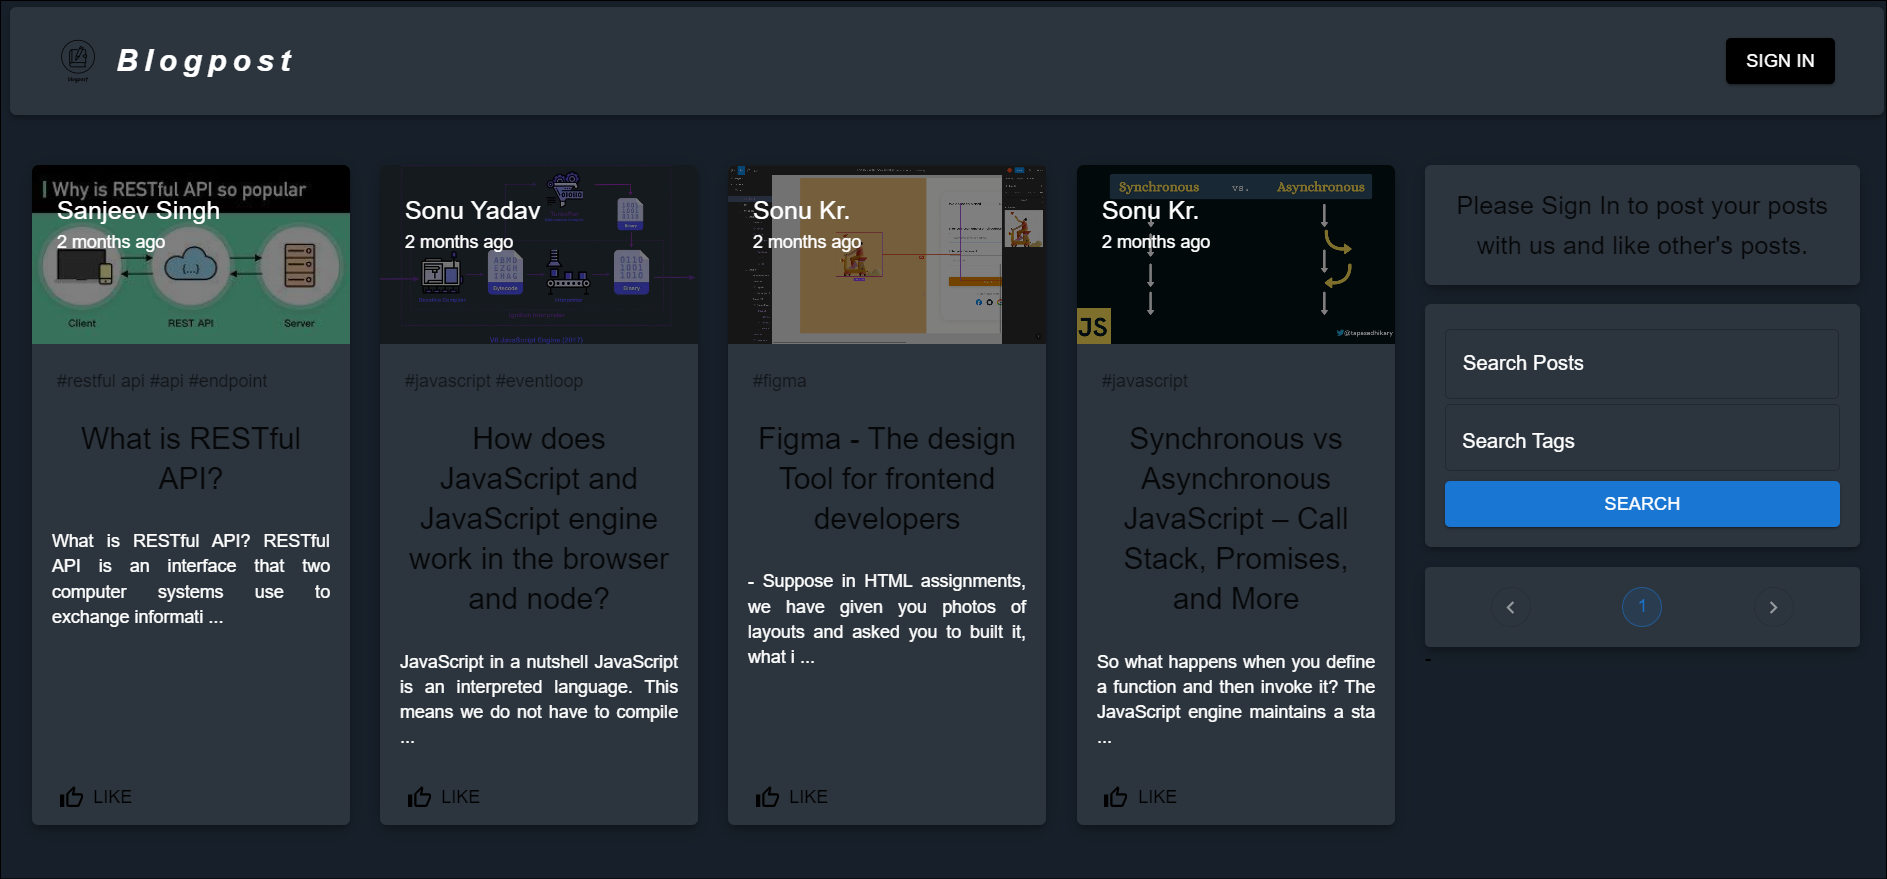 Blogpost
SIGN IN
Why is RESTful API so popular
Sanjeev Singh
2 months ago
Client REST API Server
#restful api #api #endpoint
What is RESTful
API?
What is RESTful API? RESTful
API is an interface that two
computer systems use to
exchange informati ...
LIKE
Sonu Yadav
2 months ago
Bytecode
Binary
V8 JavaScript Engine (2017)
#javascript #eventloop
How does
JavaScript and
JavaScript engine
work in the browser
and node?
JavaScript in a nutshell JavaScript
is an interpreted language. This
means we do not have to compile
...
LIKE
Sonu Kr.
2 months ago
#figma
Figma - The design
Tool for frontend
developers
- Suppose in HTML assignments,
we have given you photos of
layouts and asked you to built it,
what i ...
LIKE
Synchronous vs. Asynchronous
Sonu Kr.
2 months ago
JS
@tapasadhikary
#javascript
Synchronous vs
Asynchronous
JavaScript – Call
Stack, Promises,
and More
So what happens when you define
a function and then invoke it? The
JavaScript engine maintains a sta
...
LIKE
Please Sign In to post your posts
with us and like other's posts.
Search Posts
Search Tags
SEARCH
1
-